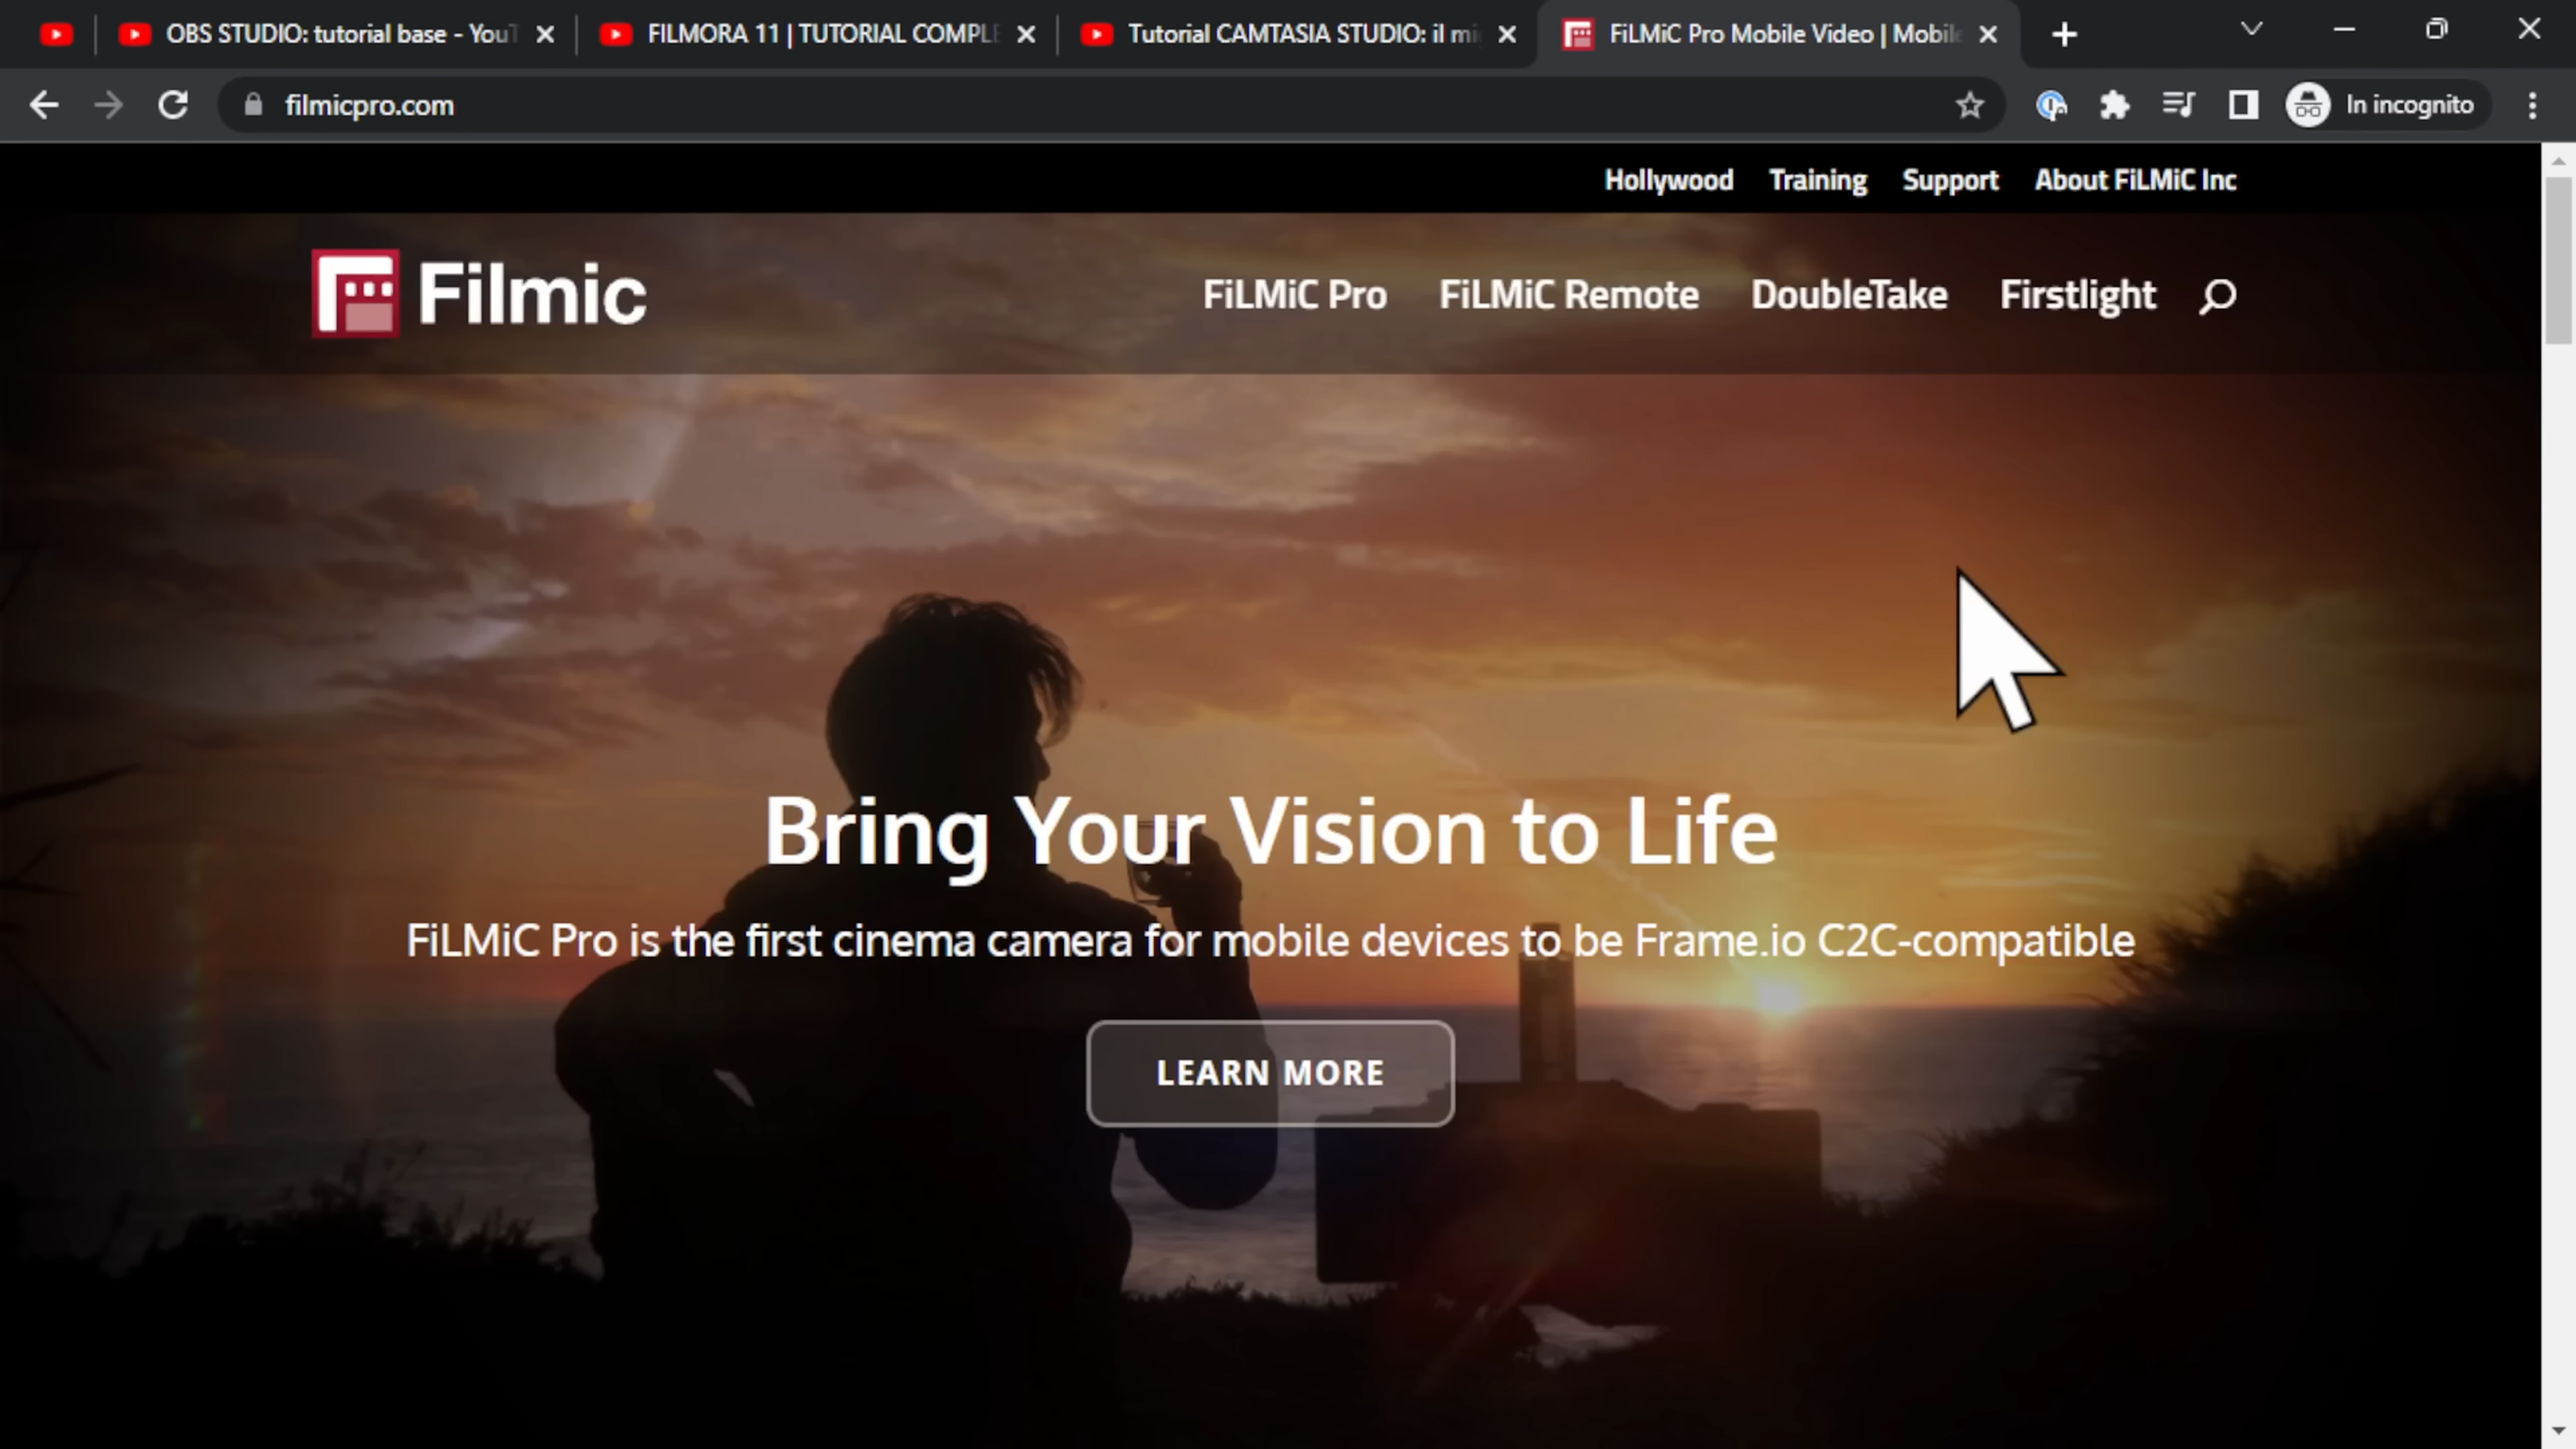 OBS STUDIO: tutorial base - YouT
FILMORA 11 | TUTORIAL COMPLE
Tutorial CAMTASIA STUDIO: il mi
FiLMiC Pro Mobile Video | Mobile
filmicpro.com
In incognito
Hollywood Training Support About FiLMiC Inc
Filmic
FiLMiC Pro FiLMiC Remote DoubleTake Firstlight
Bring Your Vision to Life
FiLMiC Pro is the first cinema camera for mobile devices to be Frame.io C2C-compatible
LEARN MORE